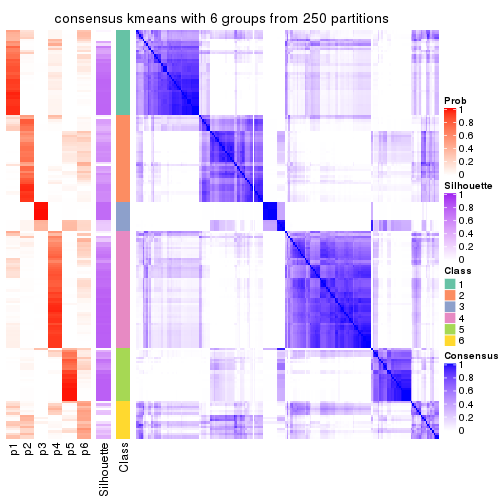 consensus kmeans with 6 groups from 250 partitions
Prob
1
0.8
0.6
0.4
0.2
0
Silhouette
1
0.8
0.6
0.4
0.2
0
Class
1
2
3
4
5
6
Consensus
1
0.8
0.6
0.4
0.2
0
p1
p2
p3
p4
p5
p6
Silhouette
Class